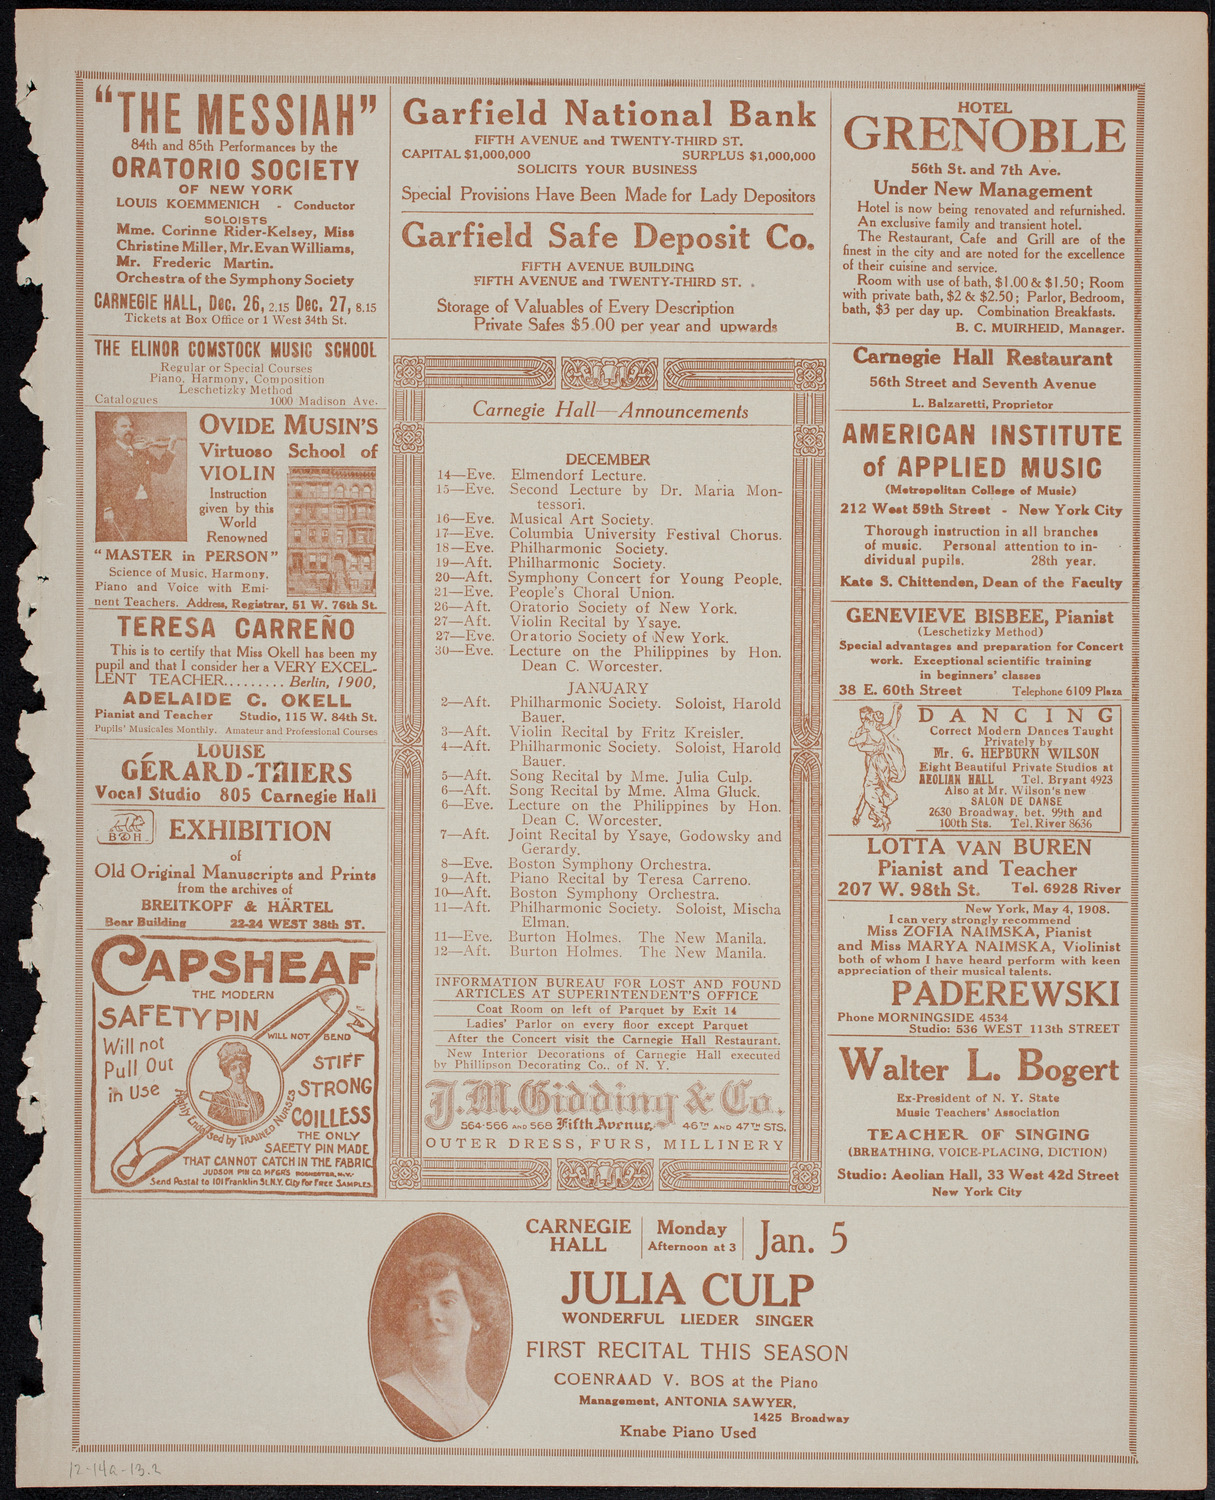 "THE MESSIAH"
84th and 85th Performances by the
ORATORIO SOCIETY
OF NEW YORK
LOUIS KOEMMENICH - Conductor
SOLOISTS
Mme. Corinne Rider-Kelsey, Miss
Christine Miller, Mr. Evan Williams,
Mr. Frederic Martin.
Orchestra of the Symphony Society
CARNEGIE HALL, Dec. 26, 2.15 Dec. 27, 8.15
Tickets at Box Office or 1 West 34th St.
THE ELINOR COMSTOCK MUSIC SCHOOL
Regular or Special Courses
Piano, Harmony, Composition
Leschetizky Method
Catalogues 1000 Madison Ave.
OVIDE MUSIN'S
Virtuoso School of
VIOLIN
Instruction
given by this
World
Renowned
"MASTER in PERSON"
Science of Music, Harmony,
Piano and Voice with Emi-
nent Teachers. Address, Registrar, 51 W. 76th St.
TERESA CARREÑO
This is to certify that Miss Okell has been my
pupil and that I consider her a VERY EXCEL-
LENT TEACHER......... Berlin, 1900,
ADELAIDE C. OKELL
Pianist and Teacher Studio, 115 W. 84th St.
Pupils' Musicales Monthly. Amateur and Professional Courses
LOUISE
GÉRARD-THIERS
Vocal Studio 805 Carnegie Hall
B & H
EXHIBITION
of
Old Original Manuscripts and Prints
from the archives of
BREITKOPF & HÄRTEL
Bear Building 22-24 WEST 38th ST.
CAPSHEAF
THE MODERN
SAFETY PIN
WILL NOT BEND
Will not
Pull Out
in Use
STIFF
STRONG
COILLESS
Highly Endorsed by TRAINED NURSES
THE ONLY
SAFETY PIN MADE
THAT CANNOT CATCH IN THE FABRIC
JUDSON PIN CO. MFGRS ROCHESTER, N.Y.
Send Postal to 101 Franklin St. N.Y. City for FREE SAMPLES.
Garfield National Bank
FIFTH AVENUE and TWENTY-THIRD ST.
CAPITAL $1,000,000 SURPLUS $1,000,000
SOLICITS YOUR BUSINESS
Special Provisions Have Been Made for Lady Depositors
Garfield Safe Deposit Co.
FIFTH AVENUE BUILDING
FIFTH AVENUE and TWENTY-THIRD ST.
Storage of Valuables of Every Description
Private Safes $5.00 per year and upwards
Carnegie Hall—Announcements
DECEMBER
14—Eve. Elmendorf Lecture.
15—Eve. Second Lecture by Dr. Maria Mon-
tessori.
16—Eve. Musical Art Society.
17—Eve. Columbia University Festival Chorus.
18—Eve. Philharmonic Society.
19—Aft. Philharmonic Society.
20—Aft. Symphony Concert for Young People.
21—Eve. People's Choral Union.
26—Aft. Oratorio Society of New York.
27—Aft. Violin Recital by Ysaye.
27—Eve. Oratorio Society of New York.
30—Eve. Lecture on the Philippines by Hon.
Dean C. Worcester.
JANUARY
2—Aft. Philharmonic Society. Soloist, Harold
Bauer.
3—Aft. Violin Recital by Fritz Kreisler.
4—Aft. Philharmonic Society. Soloist, Harold
Bauer.
5—Aft. Song Recital by Mme. Julia Culp.
6—Aft. Song Recital by Mme. Alma Gluck.
6—Eve. Lecture on the Philippines by Hon.
Dean C. Worcester.
7—Aft. Joint Recital by Ysaye, Godowsky and
Gerardy.
8—Eve. Boston Symphony Orchestra.
9—Aft. Piano Recital by Teresa Carreno.
10—Aft. Boston Symphony Orchestra.
11—Aft. Philharmonic Society. Soloist, Mischa
Elman.
11—Eve. Burton Holmes. The New Manila.
12—Aft. Burton Holmes. The New Manila.
INFORMATION BUREAU FOR LOST AND FOUND
ARTICLES AT SUPERINTENDENT'S OFFICE
Coat Room on left of Parquet by Exit 14
Ladies' Parlor on every floor except Parquet
After the Concert visit the Carnegie Hall Restaurant.
New Interior Decorations of Carnegie Hall executed
by Phillipson Decorating Co., of N. Y.
J. M. Gidding & Co.
564-566 AND 568 Fifth Avenue, 46TH AND 47TH STS.
OUTER DRESS, FURS, MILLINERY
HOTEL
GRENOBLE
56th St. and 7th Ave.
Under New Management
Hotel is now being renovated and refurnished.
An exclusive family and transient hotel.
The Restaurant, Cafe and Grill are of the
finest in the city and are noted for the excellence
of their cuisine and service.
Room with use of bath, $1.00 & $1.50; Room
with private bath, $2 & $2.50; Parlor, Bedroom,
bath, $3 per day up. Combination Breakfasts.
B. C. MUIRHEID, Manager.
Carnegie Hall Restaurant
56th Street and Seventh Avenue
L. Balzaretti, Proprietor
AMERICAN INSTITUTE
of APPLIED MUSIC
(Metropolitan College of Music)
212 West 59th Street - New York City
Thorough instruction in all branches
of music. Personal attention to in-
dividual pupils. 28th year.
Kate S. Chittenden, Dean of the Faculty
GENEVIEVE BISBEE, Pianist
(Leschetizky Method)
Special advantages and preparation for Concert
work. Exceptional scientific training
in beginners' classes
38 E. 60th Street Telephone 6109 Plaza
DANCING
Correct Modern Dances Taught
Privately by
Mr. G. HEPBURN WILSON
Eight Beautiful Private Studios at
AEOLIAN HALL Tel. Bryant 4923
Also at Mr. Wilson's new
SALON DE DANSE
2630 Broadway, bet. 99th and
100th Sts. Tel. River 8636
LOTTA VAN BUREN
Pianist and Teacher
207 W. 98th St. Tel. 6928 River
New York, May 4, 1908.
I can very strongly recommend
Miss ZOFIA NAIMSKA, Pianist
and Miss MARYA NAIMSKA, Violinist
both of whom I have heard perform with keen
appreciation of their musical talents.
PADEREWSKI
Phone MORNINGSIDE 4534
Studio: 536 WEST 113th STREET
Walter L. Bogert
Ex-President of N. Y. State
Music Teachers' Association
TEACHER OF SINGING
(BREATHING, VOICE-PLACING, DICTION)
Studio: Aeolian Hall, 33 West 42d Street
New York City
CARNEGIE HALL Monday Afternoon at 3 Jan. 5
JULIA CULP
WONDERFUL LIEDER SINGER
FIRST RECITAL THIS SEASON
COENRAAD V. BOS at the Piano
Management, ANTONIA SAWYER,
1425 Broadway
Knabe Piano Used
12-14a-13.2